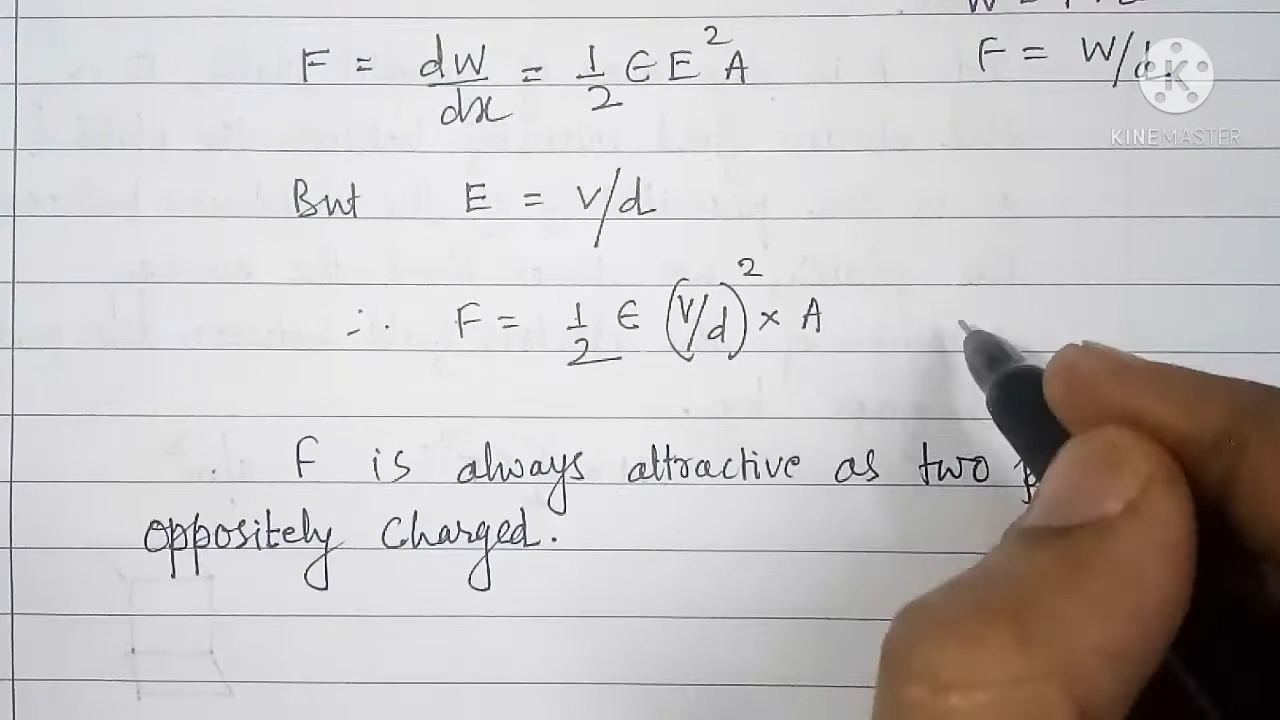 F = dW/dx = 1/2 ∈ E² A
F = W/d
KINEMASTER
But E = V/d
∴ F = 1/2 ∈ (V/d)² × A
F is always attractive as two
oppositely charged.